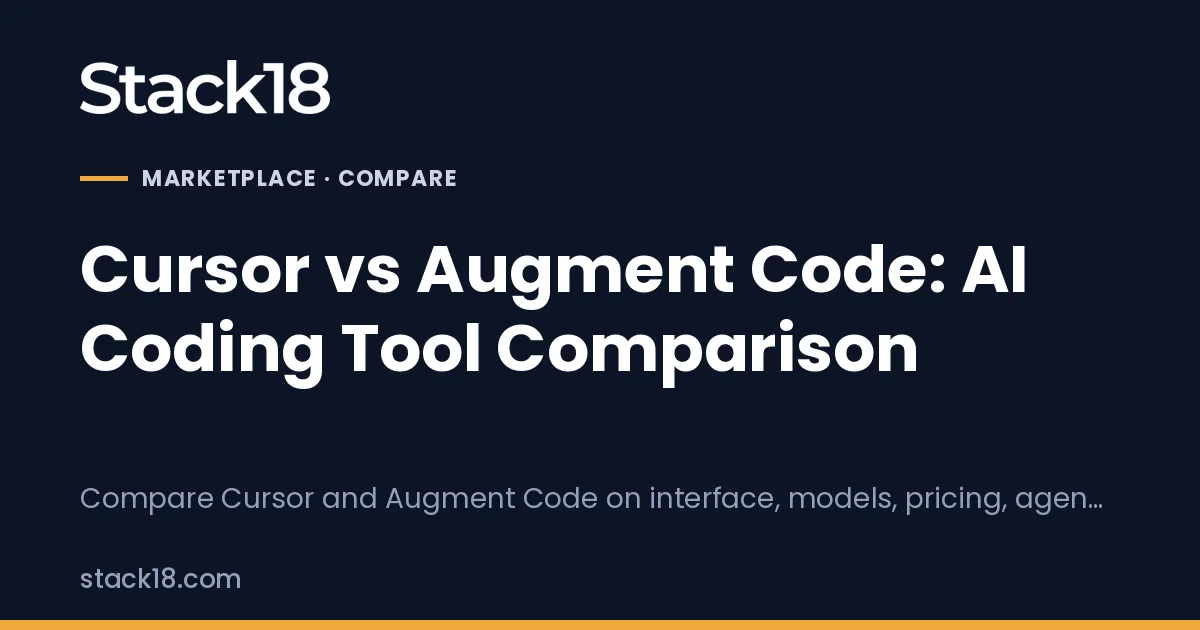 Stack18
MARKETPLACE · COMPARE
Cursor vs Augment Code: AI
Coding Tool Comparison
Compare Cursor and Augment Code on interface, models, pricing, agen...
stack18.com